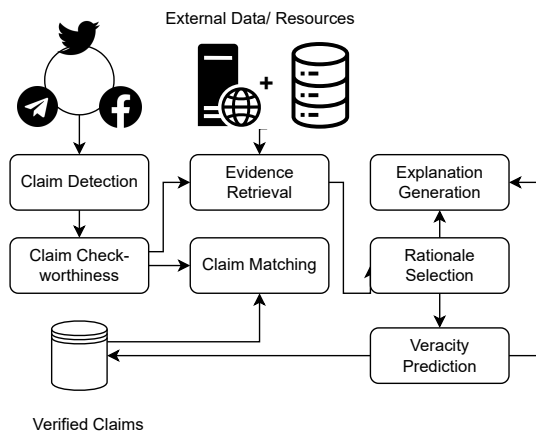 External Data/ Resources
+
Claim Detection
Evidence
Retrieval
Explanation
Generation
Claim Check-
worthiness
Claim Matching
Rationale
Selection
Veracity
Prediction
Verified Claims